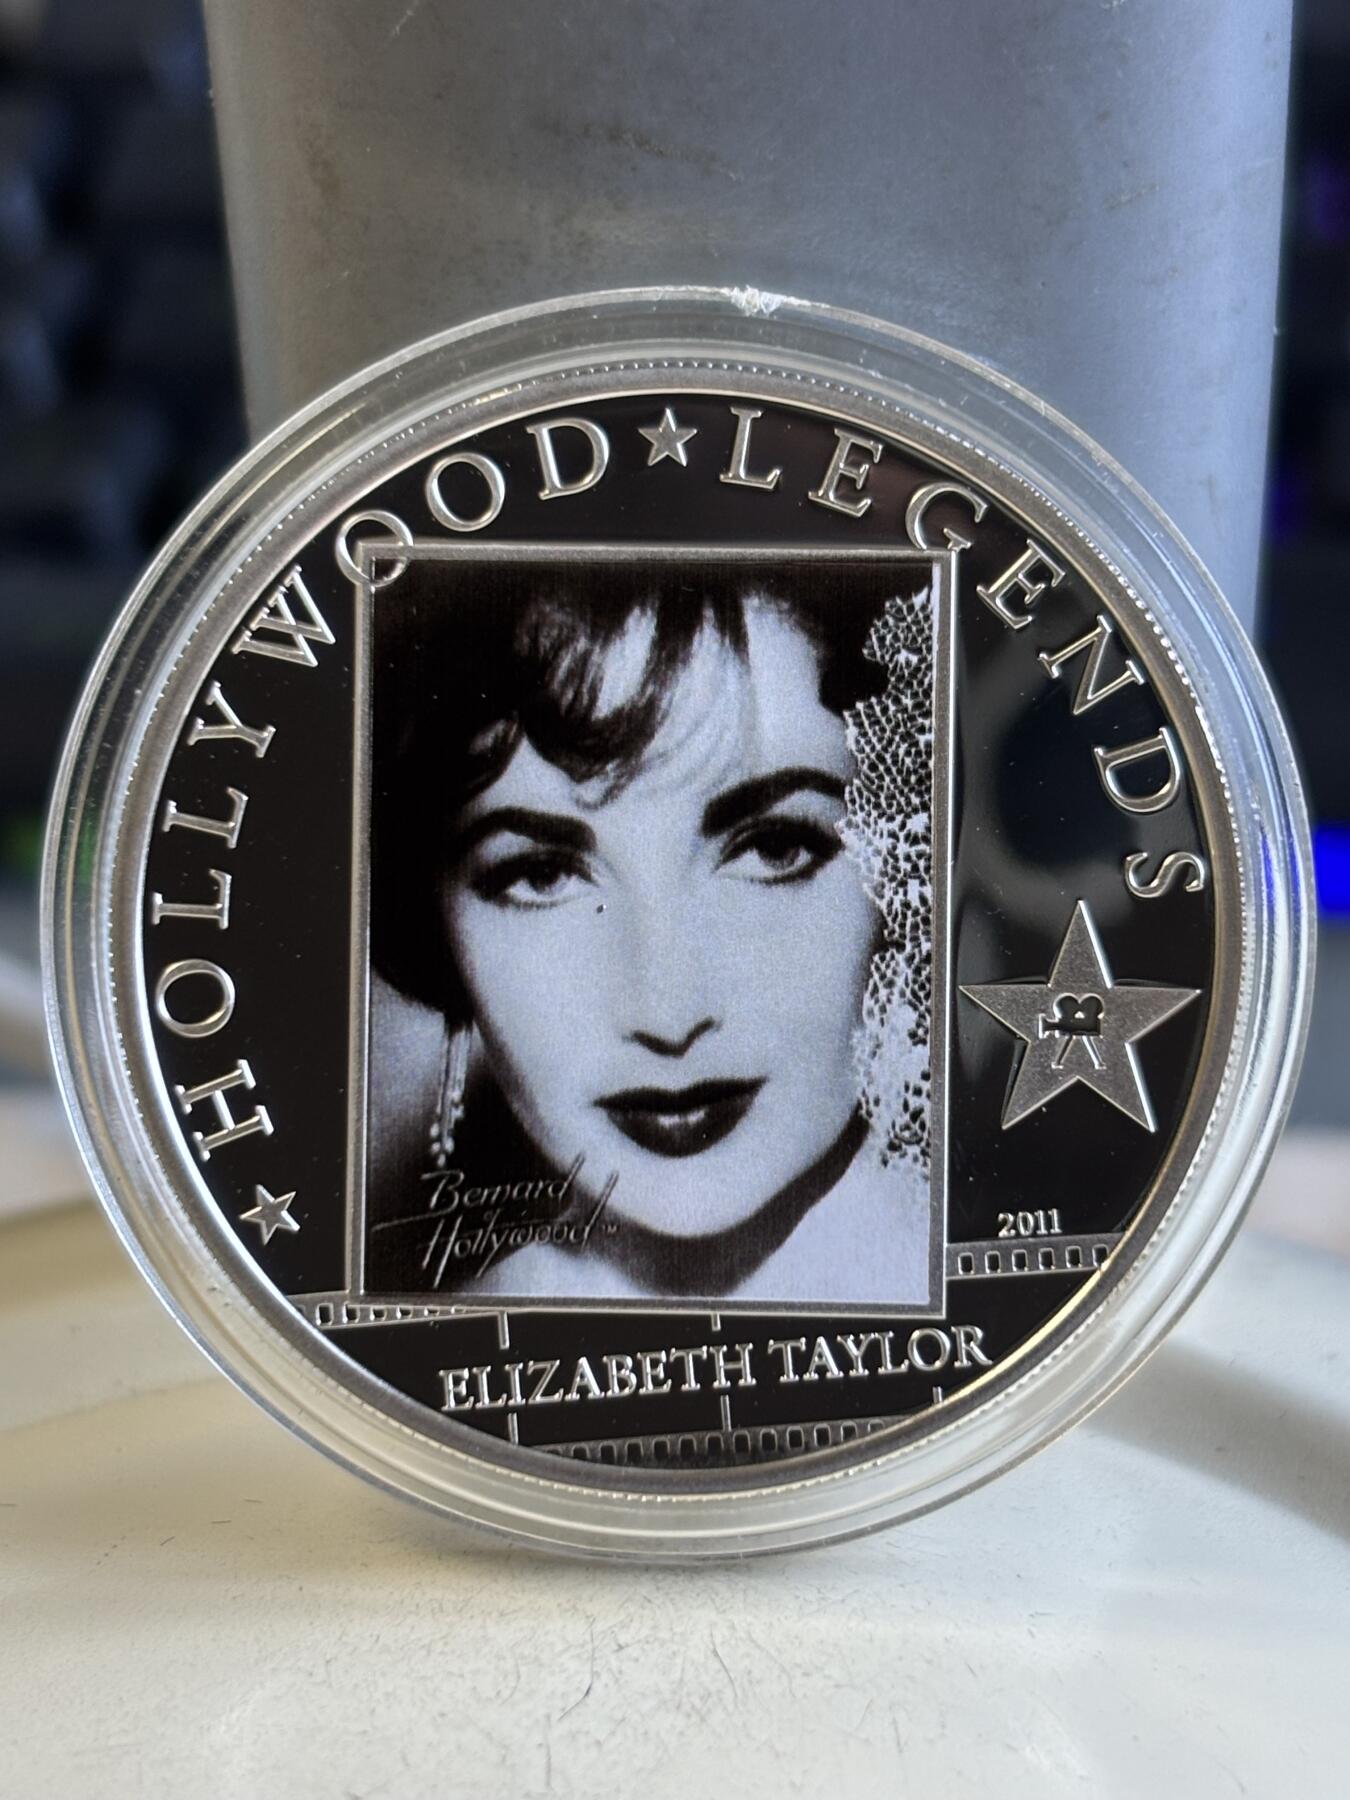 ★ HOLLYWOOD ★ LEGENDS
Bernard
of
Hollywood™
2011
ELIZABETH TAYLOR